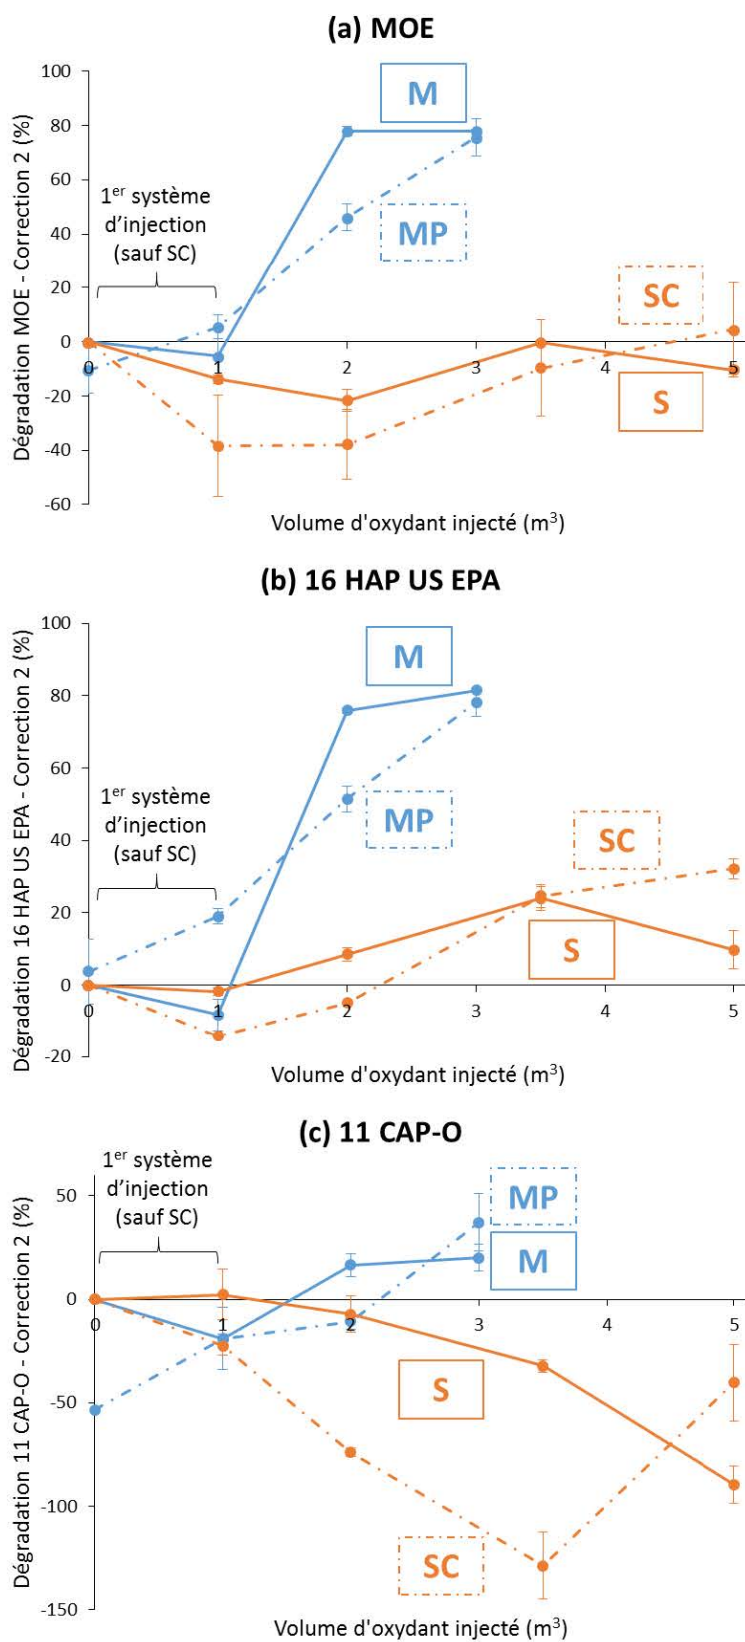 (a) MOE
Dégradation MOE - Correction 2 (%)
100
80
60
40
20
0
-20
-40
-60
0
1
2
3
4
5
1er système
d'injection
(sauf SC)
M
MP
SC
S
Volume d'oxydant injecté (m3)
(b) 16 HAP US EPA
Dégradation 16 HAP US EPA - Correction 2 (%)
100
80
60
40
20
0
-20
0
1
2
3
4
5
1er système
d'injection
(sauf SC)
M
MP
SC
S
Volume d'oxydant injecté (m3)
(c) 11 CAP-O
Dégradation 11 CAP-O - Correction 2 (%)
50
0
-50
-100
-150
0
1
2
3
4
5
1er système
d'injection
(sauf SC)
MP
M
S
SC
Volume d'oxydant injecté (m3)